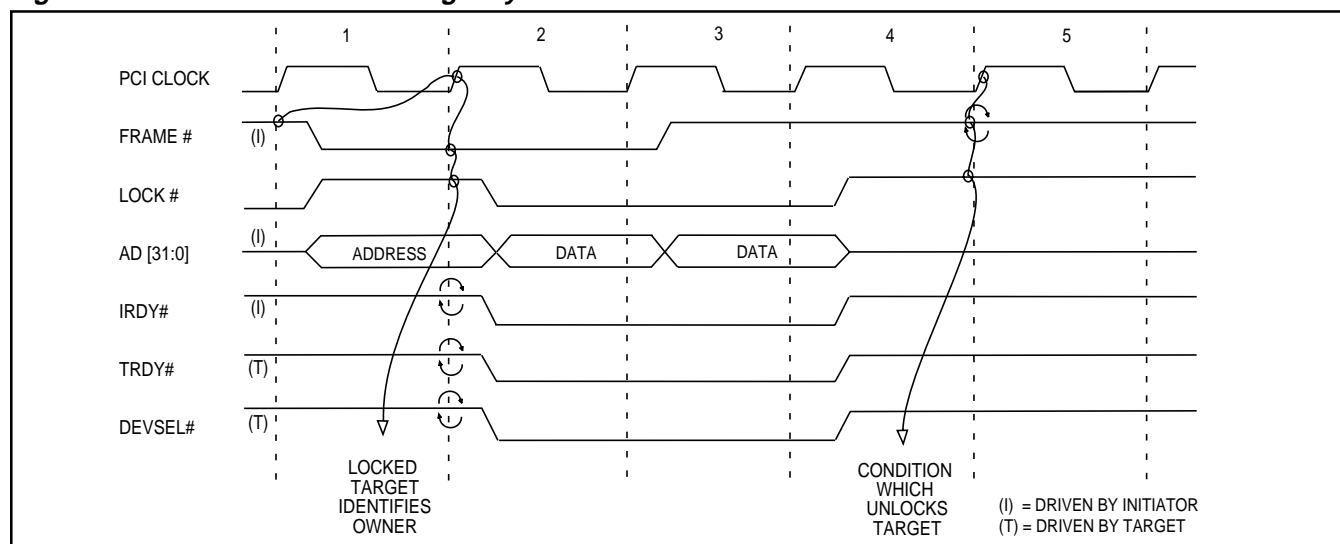 1 2 3 4 5
PCI CLOCK
FRAME # (I)
LOCK #
AD [31:0] (I) ADDRESS DATA DATA
IRDY# (I)
TRDY# (T)
DEVSEL# (T)
LOCKED
TARGET
IDENTIFIES
OWNER
CONDITION
WHICH
UNLOCKS
TARGET
(I) = DRIVEN BY INITIATOR
(T) = DRIVEN BY TARGET